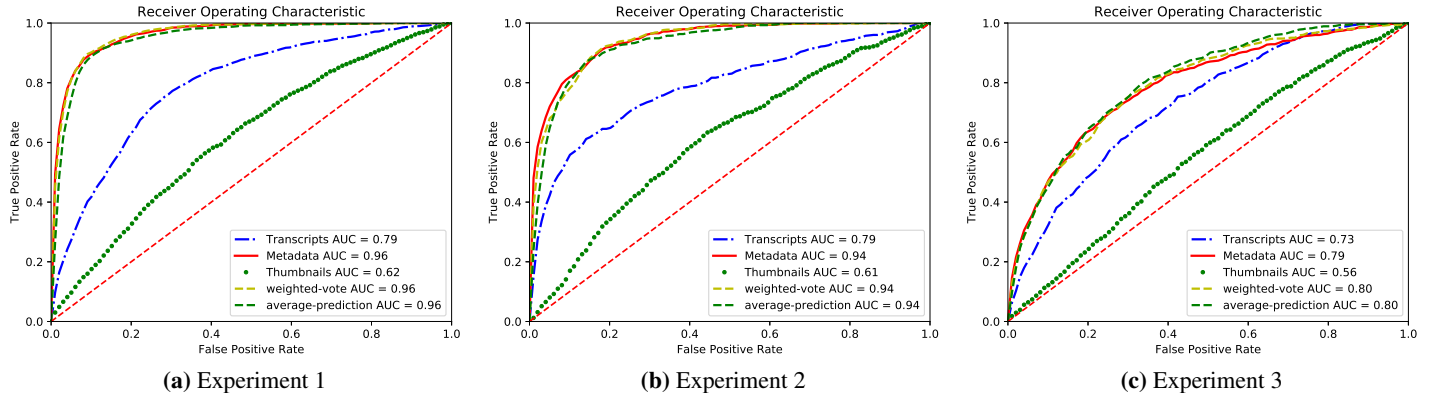 Receiver Operating Characteristic
1.0
0.8
0.6
0.4
0.2
0.0
True Positive Rate
Transcripts AUC = 0.79
Metadata AUC = 0.96
Thumbnails AUC = 0.62
weighted-vote AUC = 0.96
average-prediction AUC = 0.96
0.0 0.2 0.4 0.6 0.8 1.0
False Positive Rate
(a) Experiment 1
Receiver Operating Characteristic
1.0
0.8
0.6
0.4
0.2
0.0
True Positive Rate
Transcripts AUC = 0.79
Metadata AUC = 0.94
Thumbnails AUC = 0.61
weighted-vote AUC = 0.94
average-prediction AUC = 0.94
0.0 0.2 0.4 0.6 0.8 1.0
False Positive Rate
(b) Experiment 2
Receiver Operating Characteristic
1.0
0.8
0.6
0.4
0.2
0.0
True Positive Rate
Transcripts AUC = 0.73
Metadata AUC = 0.79
Thumbnails AUC = 0.56
weighted-vote AUC = 0.80
average-prediction AUC = 0.80
0.0 0.2 0.4 0.6 0.8 1.0
False Positive Rate
(c) Experiment 3